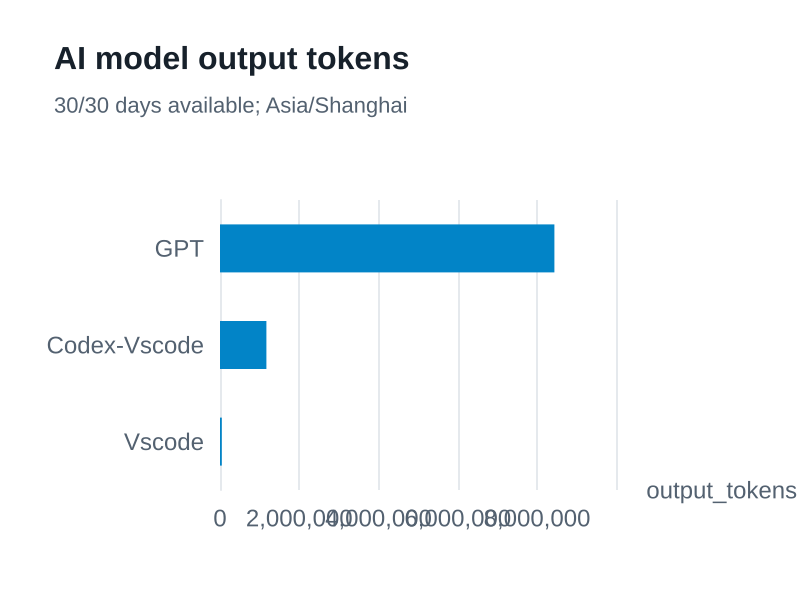 AI model output tokens
30/30 days available; Asia/Shanghai
GPT
Codex-Vscode
Vscode
output_tokens
0 2,000,000 4,000,000 6,000,000 8,000,000